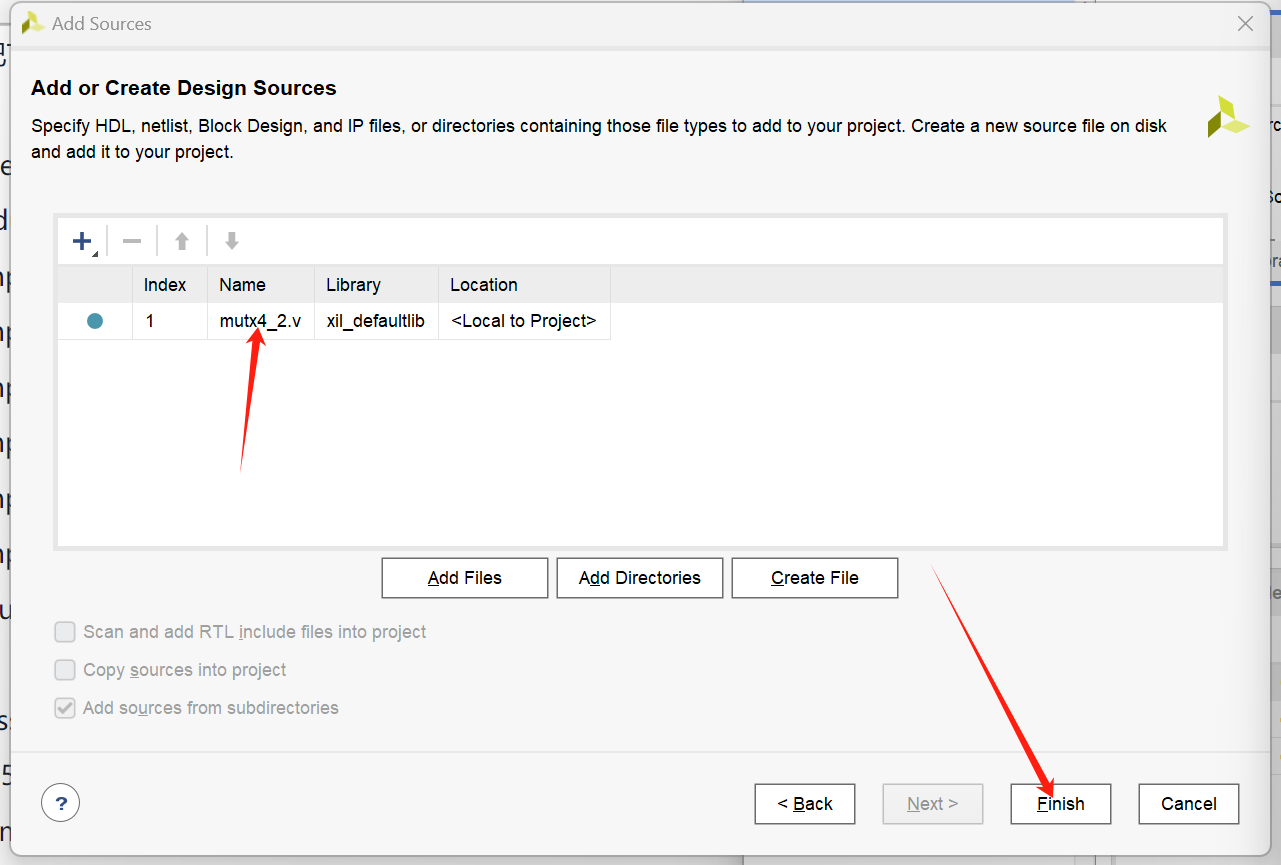 Add Sources
Add or Create Design Sources
Specify HDL, netlist, Block Design, and IP files, or directories containing those file types to add to your project. Create a new source file on disk
and add it to your project.
Index Name Library Location
1 mutx4_2.v xil_defaultlib <Local to Project>
Add Files Add Directories Create File
Scan and add RTL include files into project
Copy sources into project
Add sources from subdirectories
? < Back Next > Finish Cancel